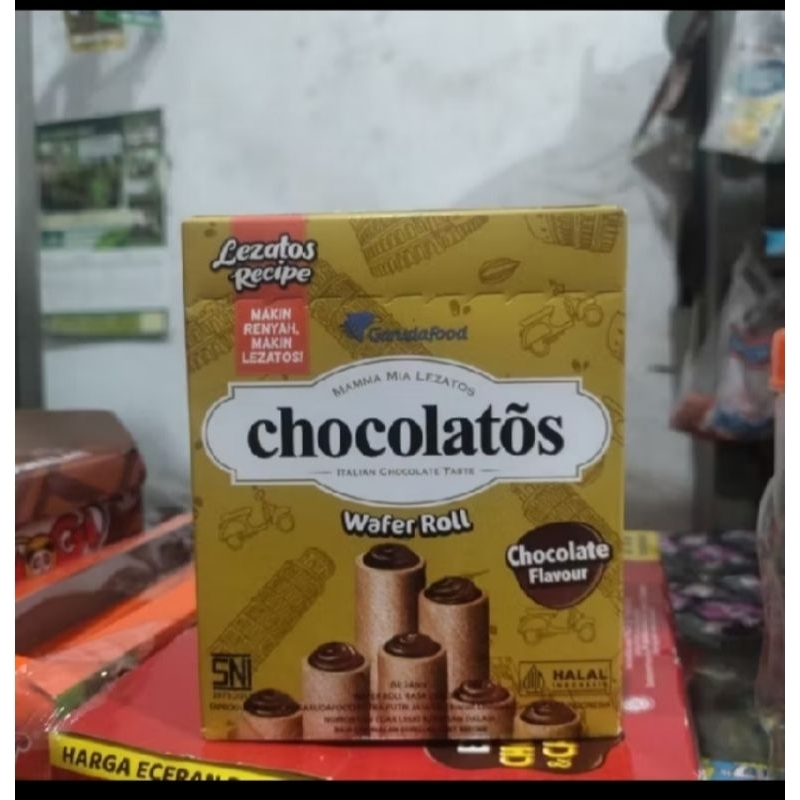 Lezatos
Recipe
MAKIN
RENYAH,
MAKIN
LEZATOS!
Garudafood
MAMMA MIA LEZATOS
chocolatõs
ITALIAN CHOCOLATE TASTE
Wafer Roll
Chocolate
Flavour
SNI
HALAL
INDONESIA
HARGA ECERAN